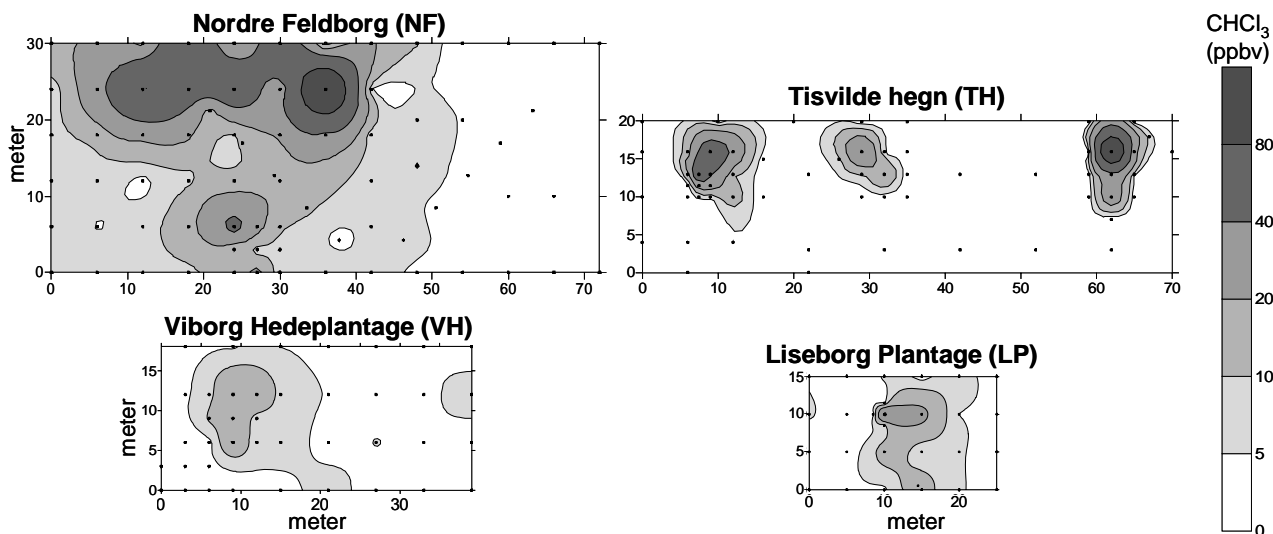 Nordre Feldborg (NF)
30
20
10
0
meter
0 10 20 30 40 50 60 70
Tisvilde hegn (TH)
20
15
10
5
0
0 10 20 30 40 50 60 70
Viborg Hedeplantage (VH)
15
10
5
0
meter
0 10 20 30
meter
Liseborg Plantage (LP)
15
10
5
0
0 10 20
meter
CHCl₃
(ppbv)
80
40
20
10
5
0